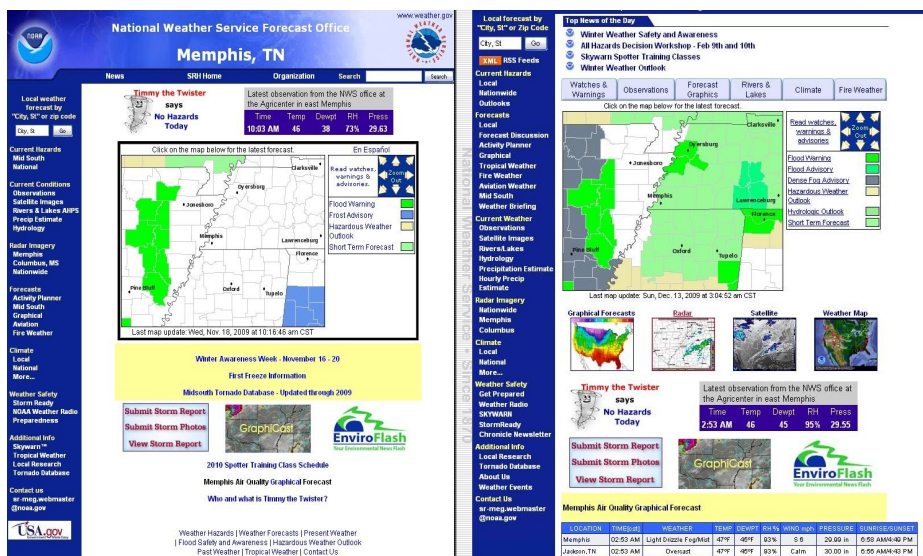 www.weather.gov
National Weather Service Forecast Office
Memphis, TN
NOAA
News
SRH Home
Organization
Search
Search
Local weather
forecast by
"City, St" or zip code
City, St
Go
Current Hazards
Mid South
National
Current Conditions
Observations
Satellite Images
Rivers & Lakes AHPS
Precip Estimate
Hydrology
Radar Imagery
Memphis
Columbus, MS
Nationwide
Forecasts
Activity Planner
Mid South
Graphical
Aviation
Fire Weather
Climate
Local
National
More...
Weather Safety
Storm Ready
NOAA Weather Radio
Preparedness
Additional Info
Skywarn™
Tropical Weather
Local Research
Tornado Database
Contact us
sr-meg.webmaster
@noaa.gov
USA.gov
Timmy the Twister
says
No Hazards
Today
Latest observation from the NWS office at
the Agricenter in east Memphis
Time Temp Dewpt RH Press
10:03 AM 46 38 73% 29.63
Click on the map below for the latest forecast.
En Español
Clarksville
Dyersburg
Jonesboro
Memphis
Lawrenceburg
Florence
Pine Bluff
Oxford
Tupelo
Read watches,
warnings &
advisories.
Zoom
Out
Flood Warning
Frost Advisory
Hazardous Weather
Outlook
Short Term Forecast
Last map update: Wed, Nov. 18, 2009 at 10:16:46 am CST
Winter Awareness Week - November 16 - 20
First Freeze Information
Midsouth Tornado Database - Updated through 2009
Submit Storm Report
Submit Storm Photos
View Storm Report
GraphiCast
EnviroFlash
Your Environmental News Flash
2010 Spotter Training Class Schedule
Memphis Air Quality Graphical Forecast
Who and what is Timmy the Twister?
Weather Hazards | Weather Forecasts | Present Weather
| Flood Safety and Awareness | Hazardous Weather Outlook
Past Weather | Tropical Weather | Contact Us
Local forecast by
"City, St" or Zip Code
City, St
Go
XML RSS Feeds
Current Hazards
Local
Nationwide
Outlooks
Forecasts
Local
Forecast Discussion
Activity Planner
Graphical
Tropical Weather
Fire Weather
Aviation Weather
Mid South
Weather Briefing
Current Weather
Observations
Satellite Images
Rivers/Lakes
Hydrology
Precipitation Estimate
Hourly Precip
Estimate
Radar Imagery
Nationwide
Memphis
Columbus
Climate
Local
National
More...
Weather Safety
Get Prepared
Weather Radio
SKYWARN
StormReady
Chronicle Newsletter
Additional Info
Local Research
Tornado Database
About Us
Weather Events
Contact Us
sr-meg.webmaster
@noaa.gov
National Weather Service • Since 1870
Top News of the Day
Winter Weather Safety and Awareness
All Hazards Decision Workshop - Feb 9th and 10th
Skywarn Spotter Training Classes
Winter Weather Outlook
Watches &
Warnings
Observations
Forecast
Graphics
Rivers &
Lakes
Climate
Fire Weather
Click on the map below for the latest forecast.
Clarksville
Dyersburg
Jonesboro
Memphis
Lawrenceburg
Florence
Pine Bluff
Oxford
Tupelo
Read watches,
warnings &
advisories
Zoom
Out
Flood Warning
Flood Advisory
Dense Fog Advisory
Hazardous Weather
Outlook
Hydrologic Outlook
Short Term Forecast
Last map update: Sun, Dec. 13, 2009 at 3:04:52 am CST
Graphical Forecasts
Radar
Satellite
Weather Map
Timmy the Twister
says
No Hazards
Today
Latest observation from the NWS office at
the Agricenter in east Memphis
Time Temp Dewpt RH Press
2:53 AM 46 45 95% 29.55
Submit Storm Report
Submit Storm Photos
View Storm Report
GraphiCast
EnviroFlash
Your Environmental News Flash
Memphis Air Quality Graphical Forecast
LOCATION TIME[cst] WEATHER TEMP DEWPT RH % WIND mph PRESSURE SUNRISE/SUNSET
Memphis 02:53 AM Light Drizzle Fog/Mist 47°F 46°F 93% S 6 29.99 in 6:58 AM/4:49 PM
Jackson,TN 02:53 AM Overcast 47°F 46°F 93% Calm 30.00 in 6:56 AM/4:43 PM